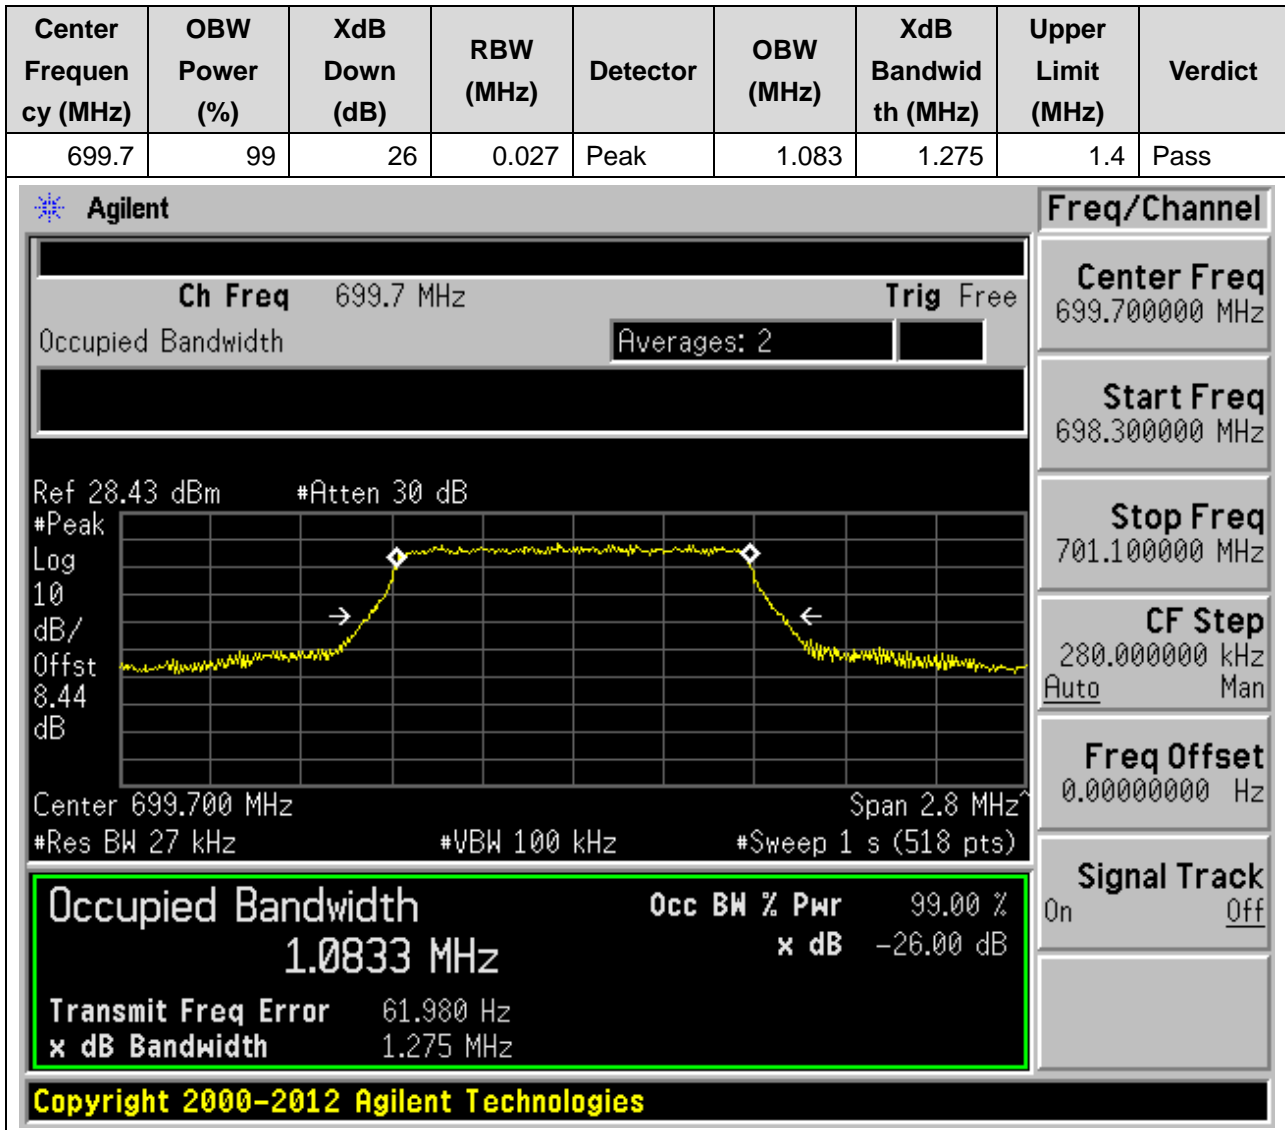 Center Frequen cy (MHz) OBW Power (%) XdB Down (dB) RBW (MHz) Detector OBW (MHz) XdB Bandwid th (MHz) Upper Limit (MHz) Verdict
699.7 99 26 0.027 Peak 1.083 1.275 1.4 Pass
Agilent
Ch Freq 699.7 MHz Trig Free
Occupied Bandwidth Averages: 2
Ref 28.43 dBm #Atten 30 dB
#Peak
Log
10
dB/
Offst
8.44
dB
Center 699.700 MHz Span 2.8 MHz^
#Res BW 27 kHz #VBW 100 kHz #Sweep 1 s (518 pts)
Occupied Bandwidth Occ BW % Pwr 99.00 %
1.0833 MHz x dB -26.00 dB
Transmit Freq Error 61.980 Hz
x dB Bandwidth 1.275 MHz
Copyright 2000-2012 Agilent Technologies
Freq/Channel
Center Freq
699.700000 MHz
Start Freq
698.300000 MHz
Stop Freq
701.100000 MHz
CF Step
280.000000 kHz
Auto Man
Freq Offset
0.00000000 Hz
Signal Track
On Off